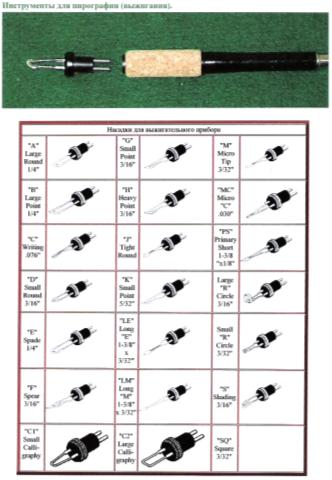 Инструменты для пирографии (выжигания).
Насадки для выжигательного прибора
"A"
Large
Round
1/4"
"G"
Small
Point
3/16"
"M"
Micro
Tip
3/32"
"B"
Large
Point
1/4"
"H"
Heavy
Point
3/16"
"MC"
Micro
"C"
.030"
"C"
Writing
.076"
"J"
Tight
Round
"PS"
Primary
Short
1-3/8
"x1/8"
"D"
Small
Round
3/16"
"K"
Small
Point
5/32"
Large
"R"
Circle
3/16"
"E"
Spade
1/4"
"LE"
Long
"E"
1-3/8"
x
3/32"
Small
"R"
Circle
3/32"
"F"
Spear
3/16"
"LM"
Long
"M"
1-3/8"
x 3/32"
"S"
Shading
3/16"
"C1"
Small
Calli-
graphy
"C2"
Large
Calli-
graphy
"SQ"
Square
3/32"